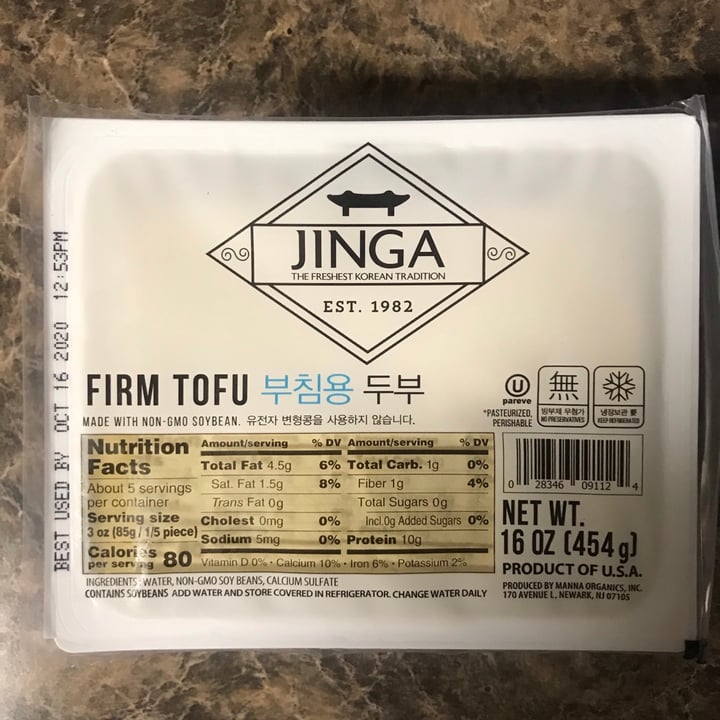 JINGA
THE FRESHEST KOREAN TRADITION
EST. 1982
FIRM TOFU 부침용 두부
MADE WITH NON-GMO SOYBEAN. 유전자 변형콩을 사용하지 않습니다.
U
pareve
*PASTEURIZED,
PERISHABLE
無
방부제 무첨가
NO PRESERVATIVES
냉장보관 要
KEEP REFRIGERATED
Nutrition
Facts
About 5 servings
per container
Serving size
3 oz (85g / 1/5 piece)
Calories
per serving 80
Amount/serving % DV
Total Fat 4.5g 6%
Sat. Fat 1.5g 8%
Trans Fat 0g
Cholest 0mg 0%
Sodium 5mg 0%
Amount/serving % DV
Total Carb. 1g 0%
Fiber 1g 4%
Total Sugars 0g
Incl.0g Added Sugars 0%
Protein 10g
Vitamin D 0% • Calcium 10% • Iron 6% • Potassium 2%
INGREDIENTS: WATER, NON-GMO SOY BEANS, CALCIUM SULFATE
CONTAINS SOYBEANS ADD WATER AND STORE COVERED IN REFRIGERATOR. CHANGE WATER DAILY
0 28346 09112 4
NET WT.
16 OZ (454 g)
PRODUCT OF U.S.A.
PRODUCED BY MANNA ORGANICS, INC.
170 AVENUE L, NEWARK, NJ 07105
BEST USED BY OCT 16 2020 12:53PM